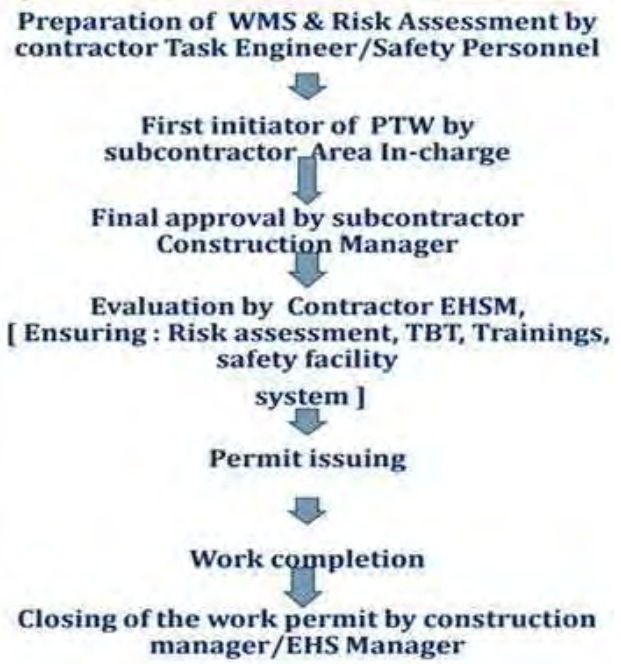 Preparation of WMS & Risk Assessment by
contractor Task Engineer/Safety Personnel
First initiator of PTW by
subcontractor Area In-charge
Final approval by subcontractor
Construction Manager
Evaluation by Contractor EHSM,
[ Ensuring : Risk assessment, TBT, Trainings,
safety facility
system ]
Permit issuing
Work completion
Closing of the work permit by construction
manager/EHS Manager